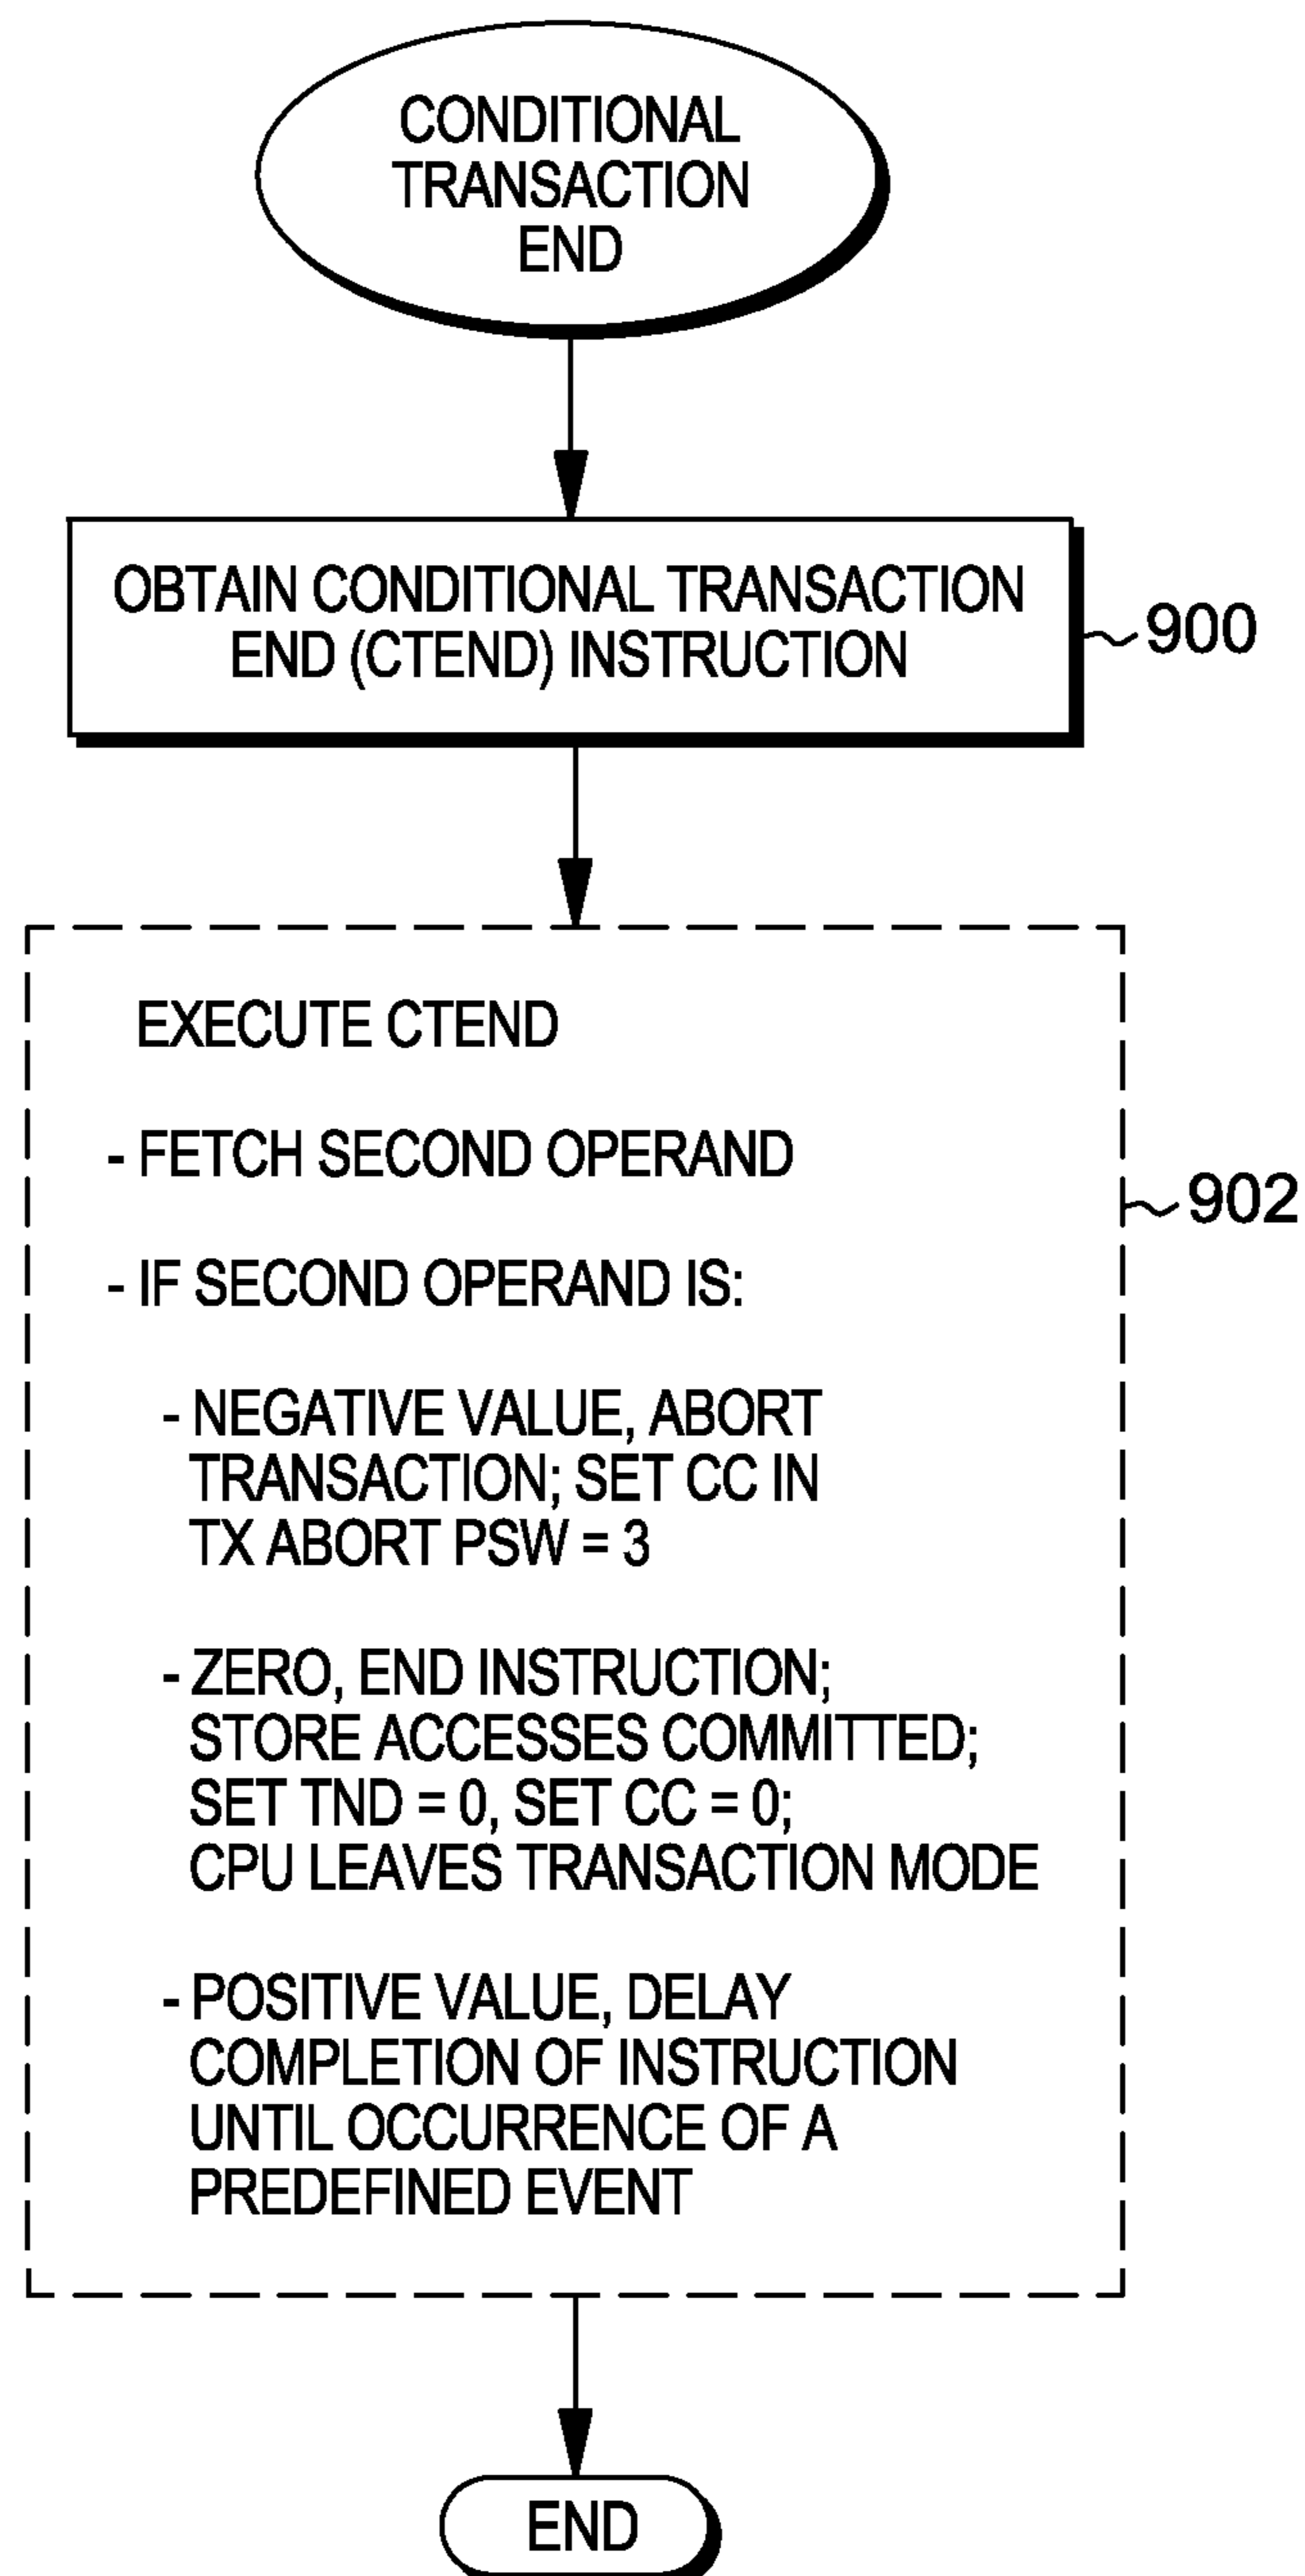 CONDITIONAL
TRANSACTION
END
OBTAIN CONDITIONAL TRANSACTION
END (CTEND) INSTRUCTION
900
EXECUTE CTEND
- FETCH SECOND OPERAND
902
- IF SECOND OPERAND IS:
- NEGATIVE VALUE, ABORT
TRANSACTION; SET CC IN
TX ABORT PSW = 3
- ZERO, END INSTRUCTION;
STORE ACCESSES COMMITTED;
SET TND = 0, SET CC = 0;
CPU LEAVES TRANSACTION MODE
- POSITIVE VALUE, DELAY
COMPLETION OF INSTRUCTION
UNTIL OCCURRENCE OF A
PREDEFINED EVENT
END